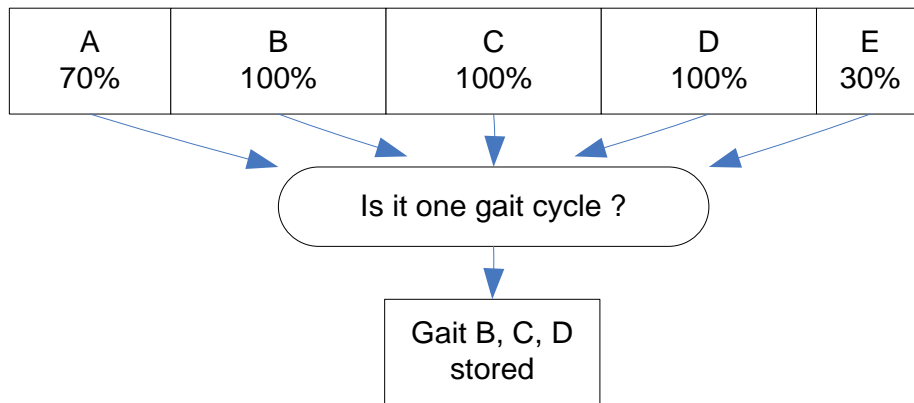 A B C D E
70% 100% 100% 100% 30%
Is it one gait cycle ?
Gait B, C, D
stored